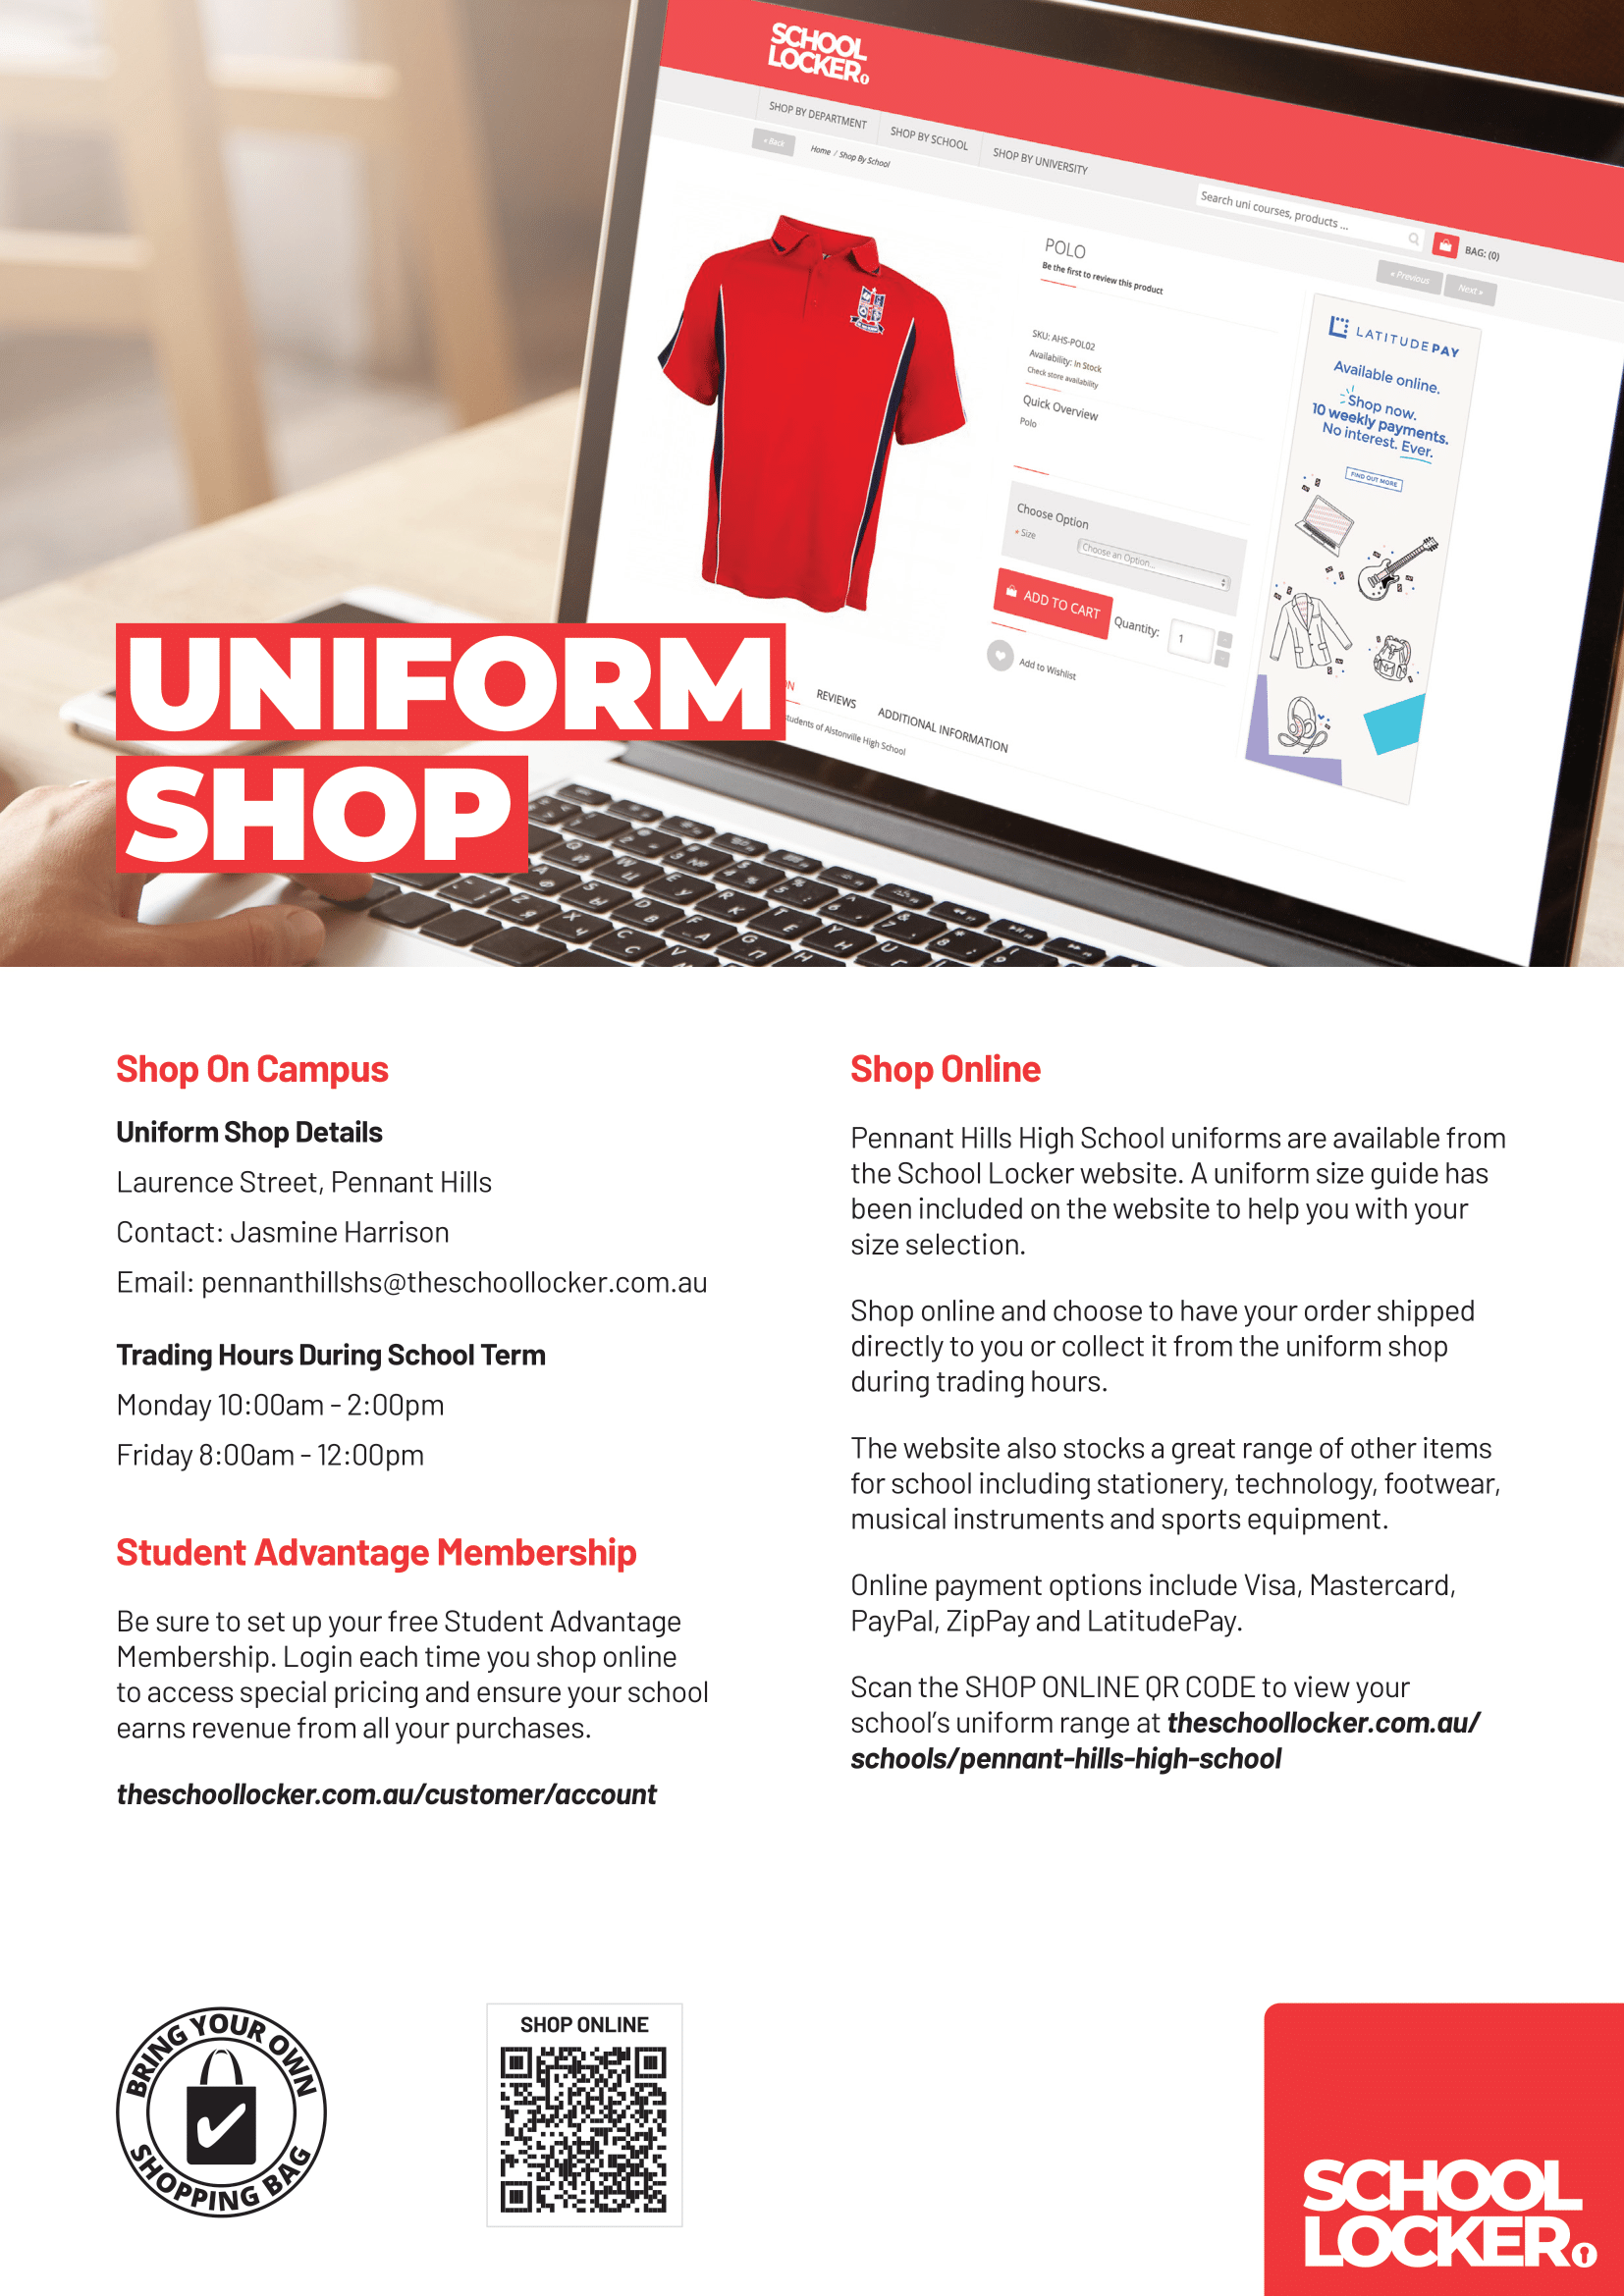 SCHOOL
LOCKER
SHOP BY DEPARTMENT
SHOP BY SCHOOL
SHOP BY UNIVERSITY
« Back
Home / Shop By School
Search uni courses, products ...
BAG: (0)
« Previous
Next »
POLO
Be the first to review this product
SKU: AHS-POL02
Availability: In Stock
Check store availability
Quick Overview
Polo
Choose Option
* Size
Choose an Option...
ADD TO CART
Quantity:
1
Add to Wishlist
REVIEWS
ADDITIONAL INFORMATION
students of Alstonville High School
LATITUDEPAY
Available online.
Shop now.
10 weekly payments.
No interest. Ever.
FIND OUT MORE
UNIFORM
SHOP
Shop On Campus
Uniform Shop Details
Laurence Street, Pennant Hills
Contact: Jasmine Harrison
Email: pennanthillshs@theschoollocker.com.au
Trading Hours During School Term
Monday 10:00am - 2:00pm
Friday 8:00am - 12:00pm
Student Advantage Membership
Be sure to set up your free Student Advantage
Membership. Login each time you shop online
to access special pricing and ensure your school
earns revenue from all your purchases.
theschoollocker.com.au/customer/account
Shop Online
Pennant Hills High School uniforms are available from
the School Locker website. A uniform size guide has
been included on the website to help you with your
size selection.
Shop online and choose to have your order shipped
directly to you or collect it from the uniform shop
during trading hours.
The website also stocks a great range of other items
for school including stationery, technology, footwear,
musical instruments and sports equipment.
Online payment options include Visa, Mastercard,
PayPal, ZipPay and LatitudePay.
Scan the SHOP ONLINE QR CODE to view your
school's uniform range at theschoollocker.com.au/
schools/pennant-hills-high-school
BRING YOUR OWN
SHOPPING BAG
SHOP ONLINE
SCHOOL
LOCKER